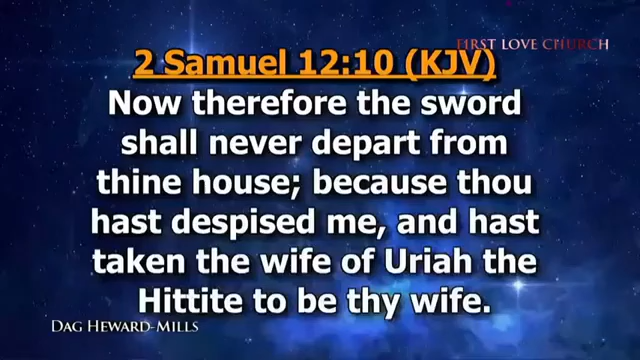 FIRST LOVE CHURCH
2 Samuel 12:10 (KJV)
Now therefore the sword
shall never depart from
thine house; because thou
hast despised me, and hast
taken the wife of Uriah the
Hittite to be thy wife.
DAG HEWARD-MILLS